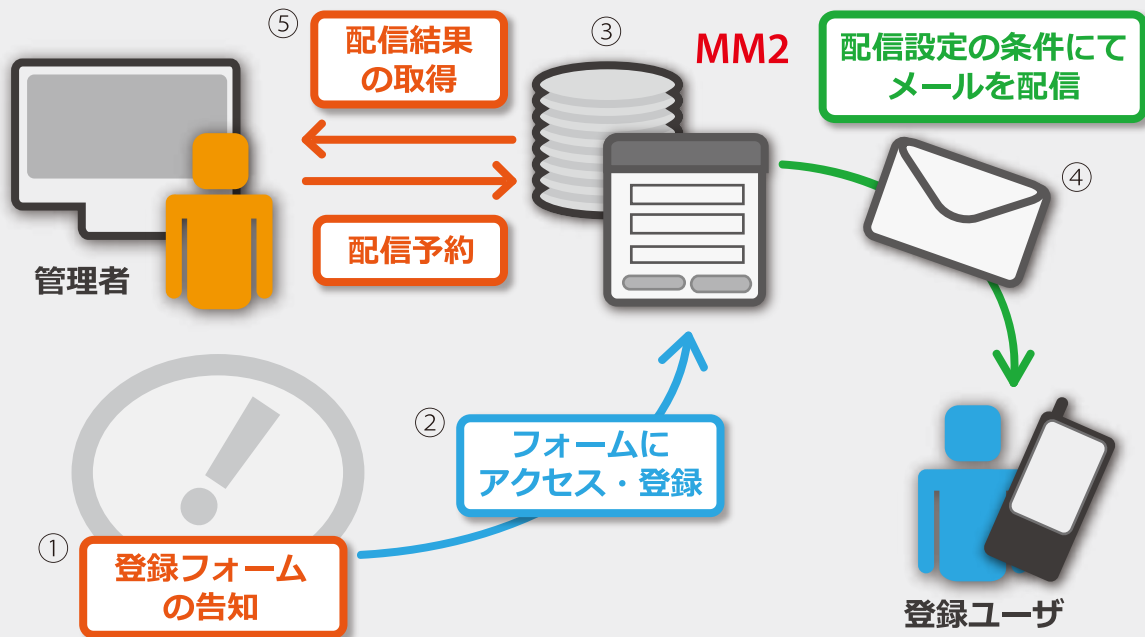 ⑤
配信結果
の取得
③
MM2
配信設定の条件にて
メールを配信
④
配信予約
管理者
②
フォームに
アクセス・登録
①
登録フォーム
の告知
登録ユーザ